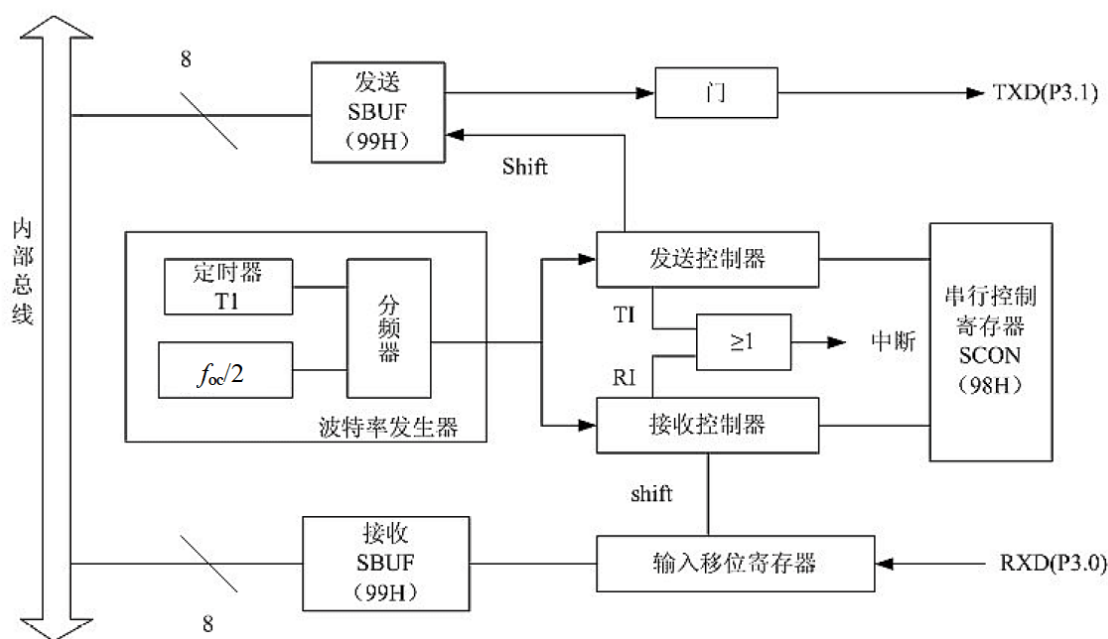 8
发送
SBUF
（99H）
门
TXD(P3.1)
Shift
内部总线
定时器
T1
分频器
foc/2
波特率发生器
发送控制器
TI
≥1
中断
RI
接收控制器
串行控制
寄存器
SCON
（98H）
shift
接收
SBUF
（99H）
输入移位寄存器
RXD(P3.0)
8